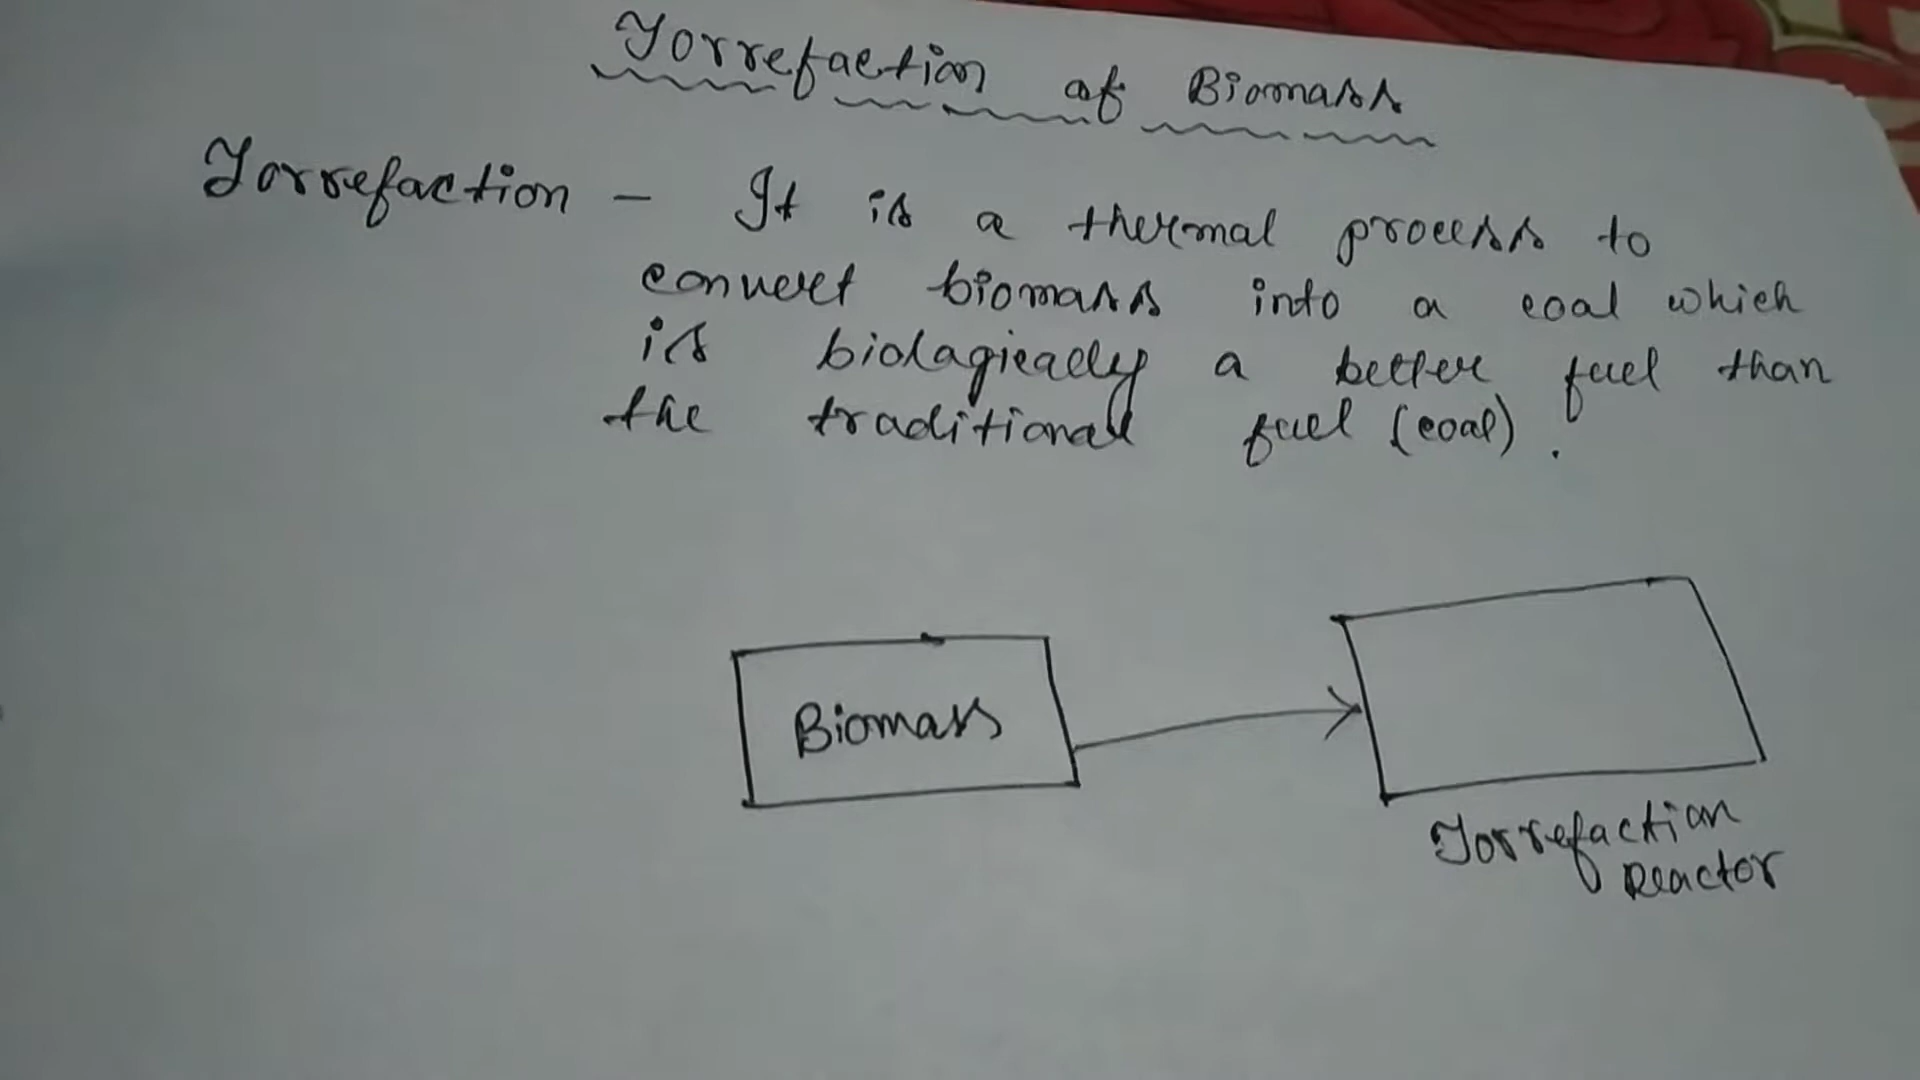 Torrefaction of Biomass
Torrefaction - It is a thermal process to
convert biomass into a coal which
is biologically a better fuel than
the traditional fuel (coal).
Biomass
Torrefaction
Reactor